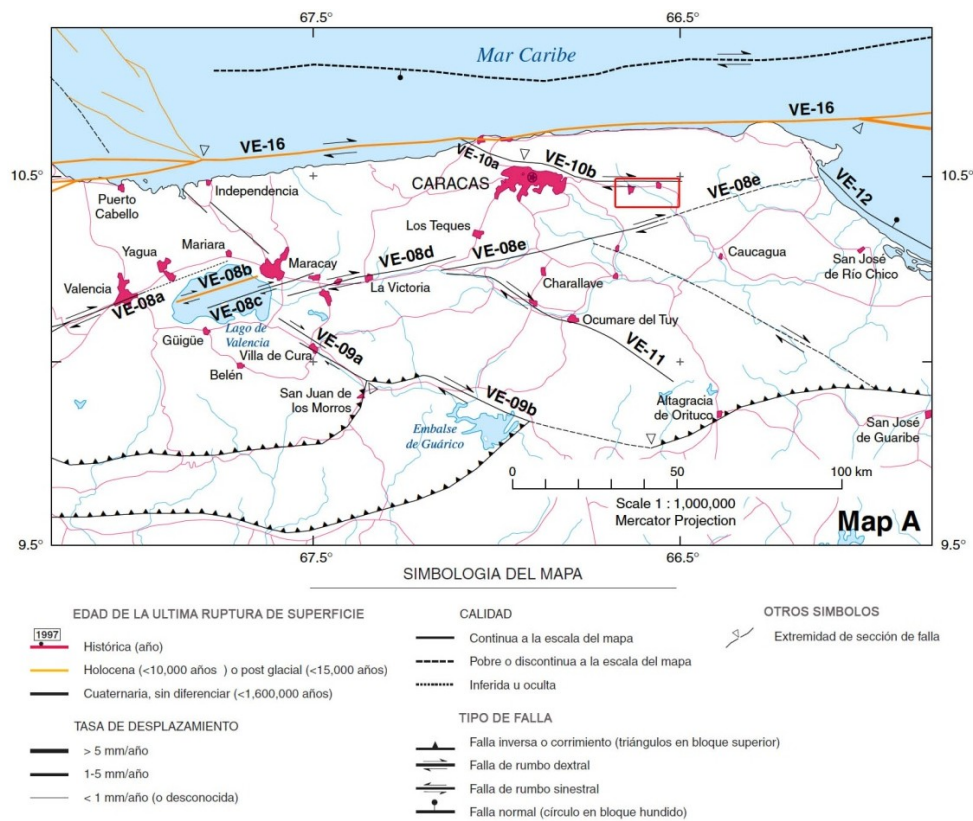 67.5°
66.5°
Mar Caribe
VE-16
VE-16
VE-10a
VE-10b
10.5°
10.5°
Puerto
Cabello
Independencia
CARACAS
VE-08e
VE-12
Los Teques
Yagua
Mariara
Maracay
VE-08d
VE-08e
Caucagua
San José
de Río Chico
Valencia
VE-08a
VE-08b
VE-08c
La Victoria
Charallave
Lago de
Valencia
Güigüe
Ocumare del Tuy
Villa de Cura
VE-09a
VE-11
Belén
San Juan de
los Morros
VE-09b
Altagracia
de Orituco
San José
de Guaribe
Embalse
de Guárico
0 50 100 km
Scale 1 : 1,000,000
Mercator Projection
Map A
9.5°
9.5°
67.5°
66.5°
SIMBOLOGIA DEL MAPA
EDAD DE LA ULTIMA RUPTURA DE SUPERFICIE
1997
Histórica (año)
Holocena (<10,000 años ) o post glacial (<15,000 años)
Cuaternaria, sin diferenciar (<1,600,000 años)
TASA DE DESPLAZAMIENTO
> 5 mm/año
1-5 mm/año
< 1 mm/año (o desconocida)
CALIDAD
Continua a la escala del mapa
Pobre o discontinua a la escala del mapa
Inferida u oculta
TIPO DE FALLA
Falla inversa o corrimiento (triángulos en bloque superior)
Falla de rumbo dextral
Falla de rumbo sinestral
Falla normal (círculo en bloque hundido)
OTROS SIMBOLOS
Extremidad de sección de falla